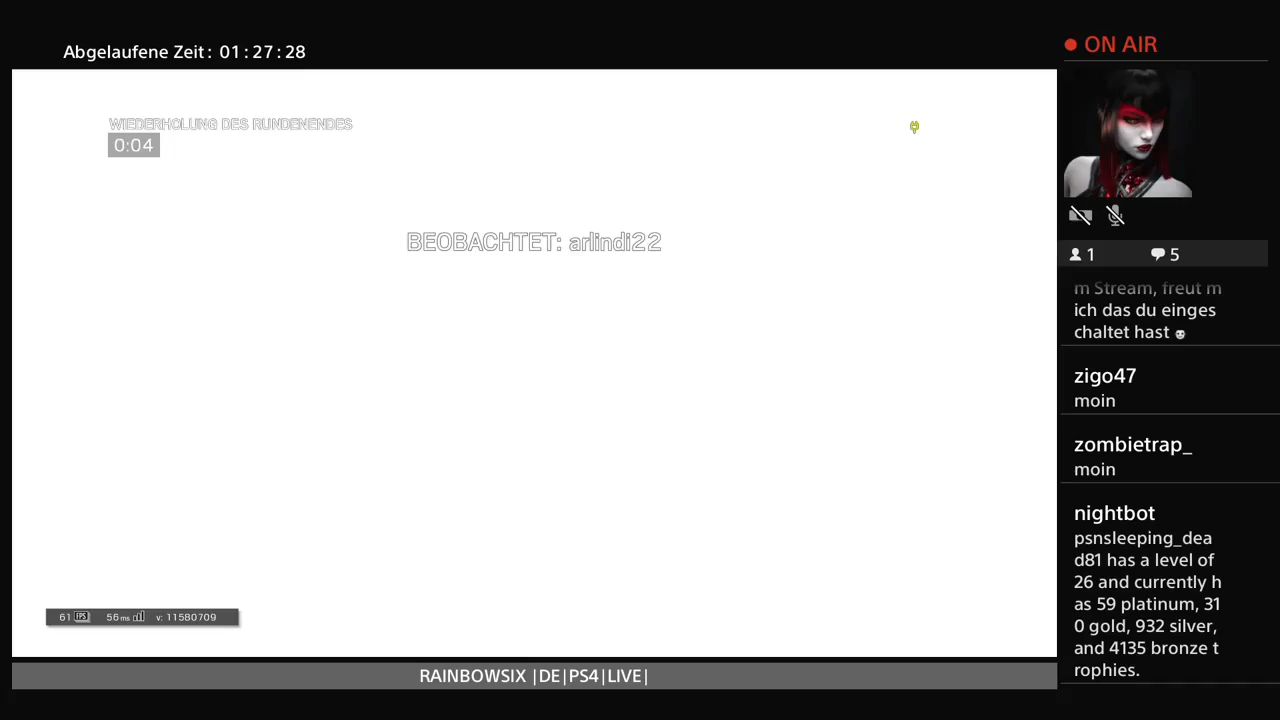 Abgelaufene Zeit: 01:27:28
ON AIR
WIEDERHOLUNG DES RUNDENENDES
0:04
BEOBACHTET: arlindi22
1 5
m Stream, freut m
ich das du einges
chaltet hast
zigo47
moin
zombietrap_
moin
nightbot
psnsleeping_dea
d81 has a level of
26 and currently h
as 59 platinum, 31
0 gold, 932 silver,
and 4135 bronze t
rophies.
61 FPS 56ms v: 11580709
RAINBOWSIX |DE|PS4|LIVE|